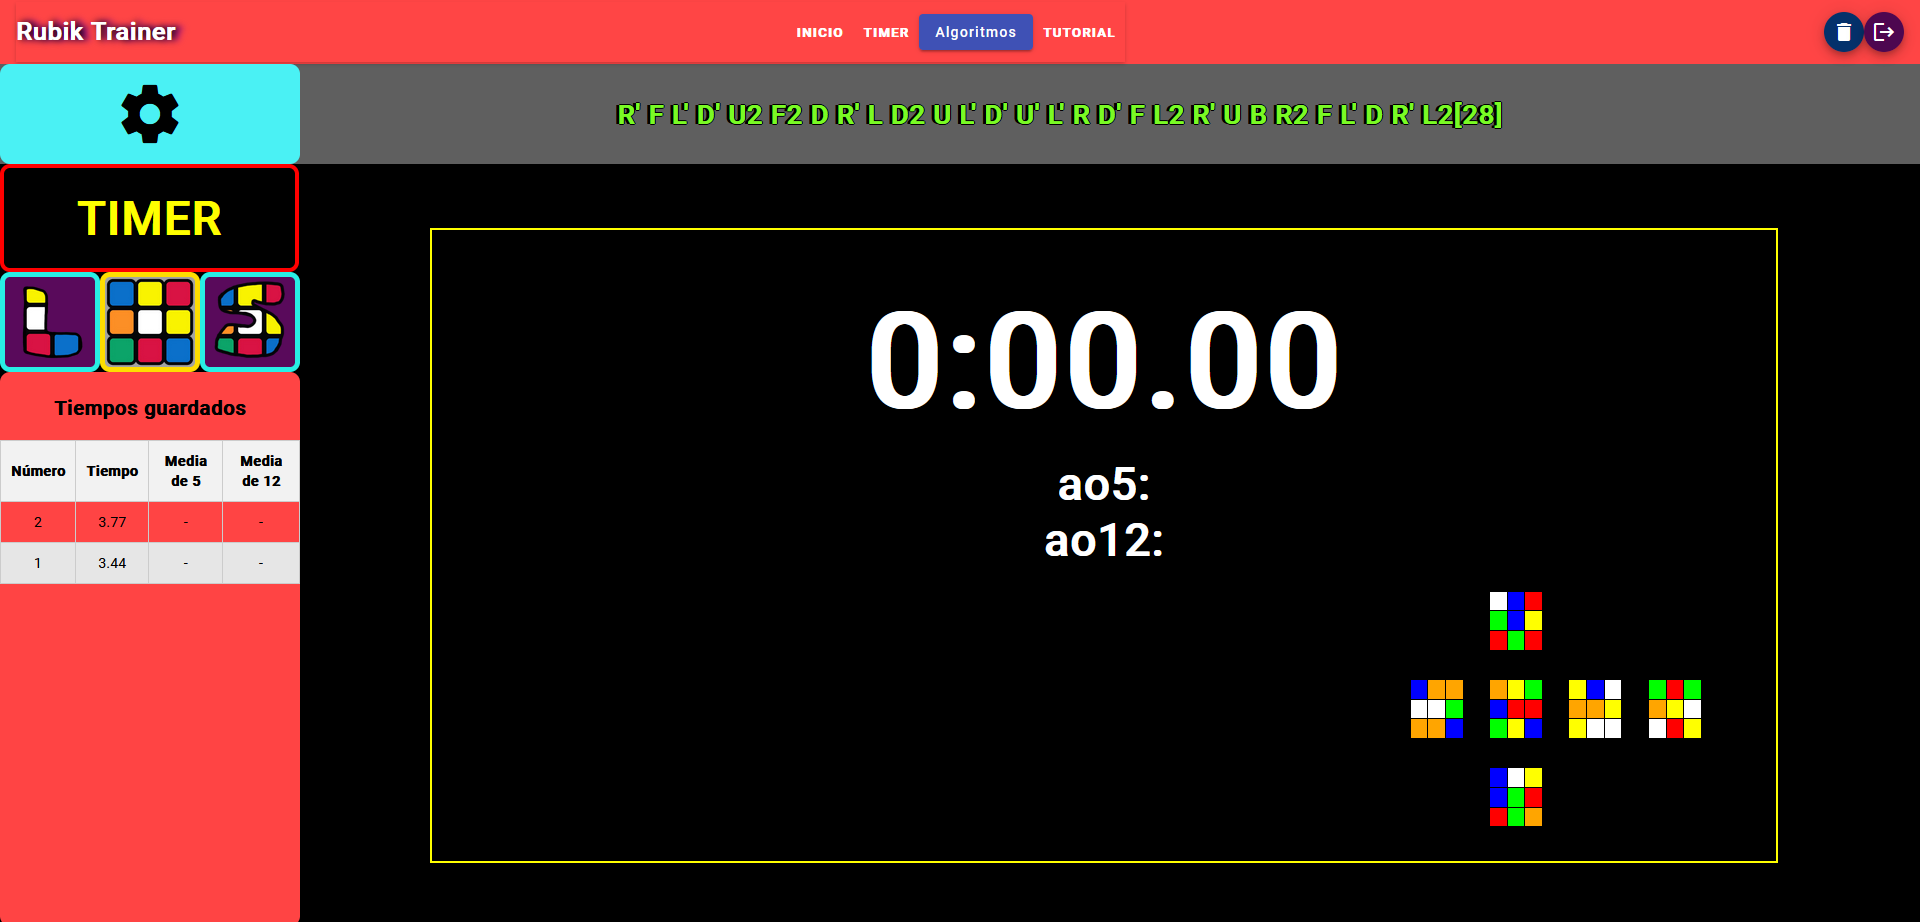 Rubik Trainer
INICIO TIMER Algoritmos TUTORIAL
R' F L' D' U2 F2 D R' L D2 U L' D' U' L' R D' F L2 R' U B R2 F L' D R' L2[28]
TIMER
Tiempos guardados
Número Tiempo Media de 5 Media de 12
2 3.77 - -
1 3.44 - -
0:00.00
ao5:
ao12: